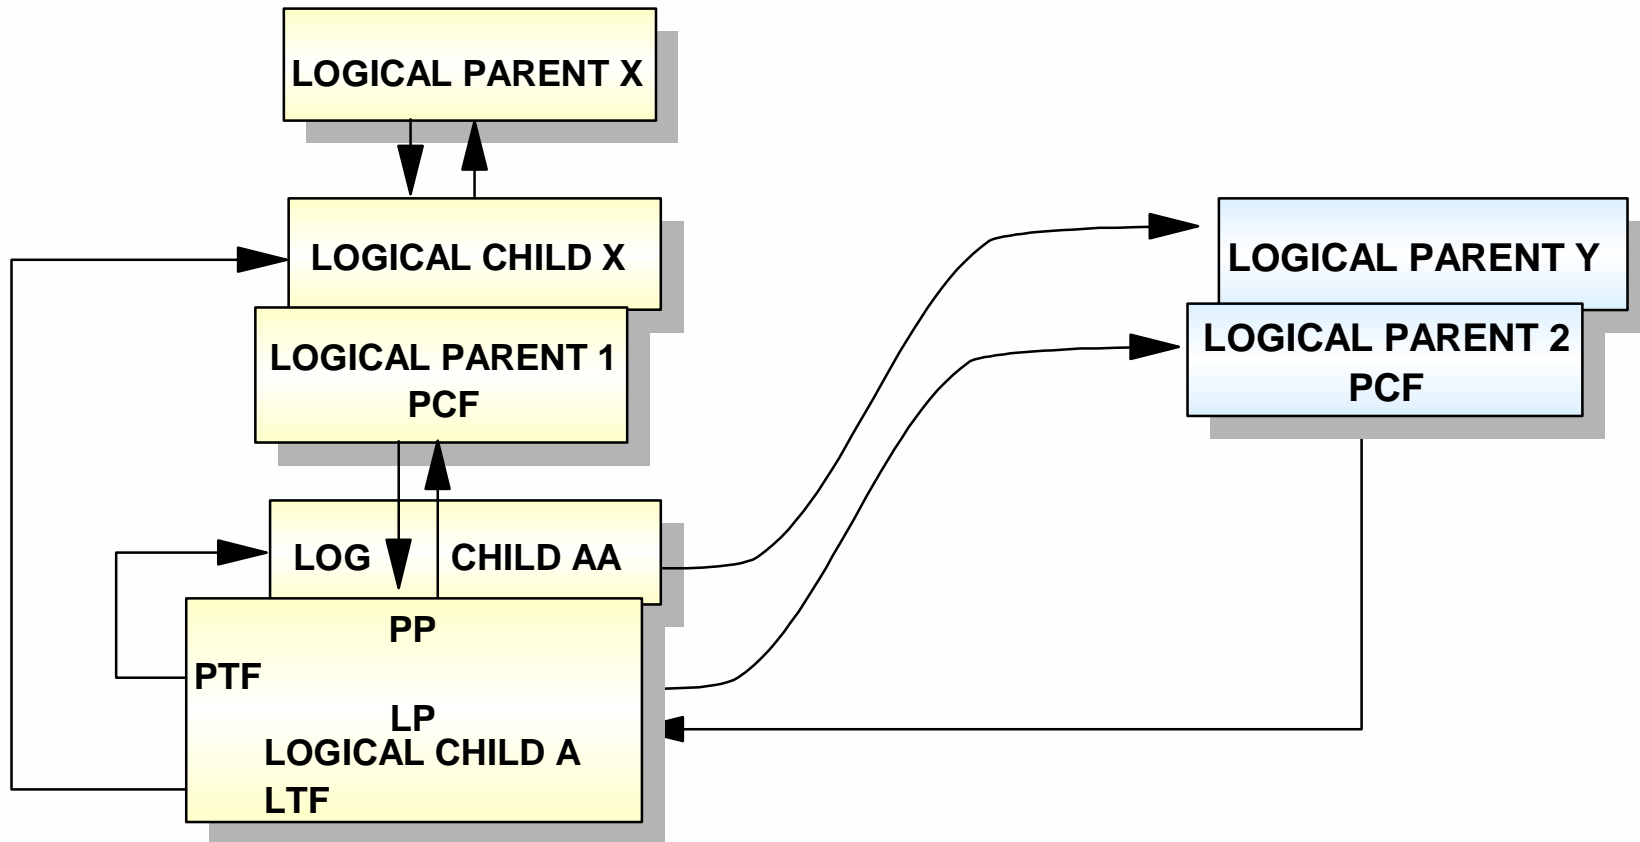 LOGICAL PARENT X
LOGICAL CHILD X
LOGICAL PARENT Y
LOGICAL PARENT 1
PCF
LOGICAL PARENT 2
PCF
LOG CHILD AA
PP
PTF
LP
LOGICAL CHILD A
LTF